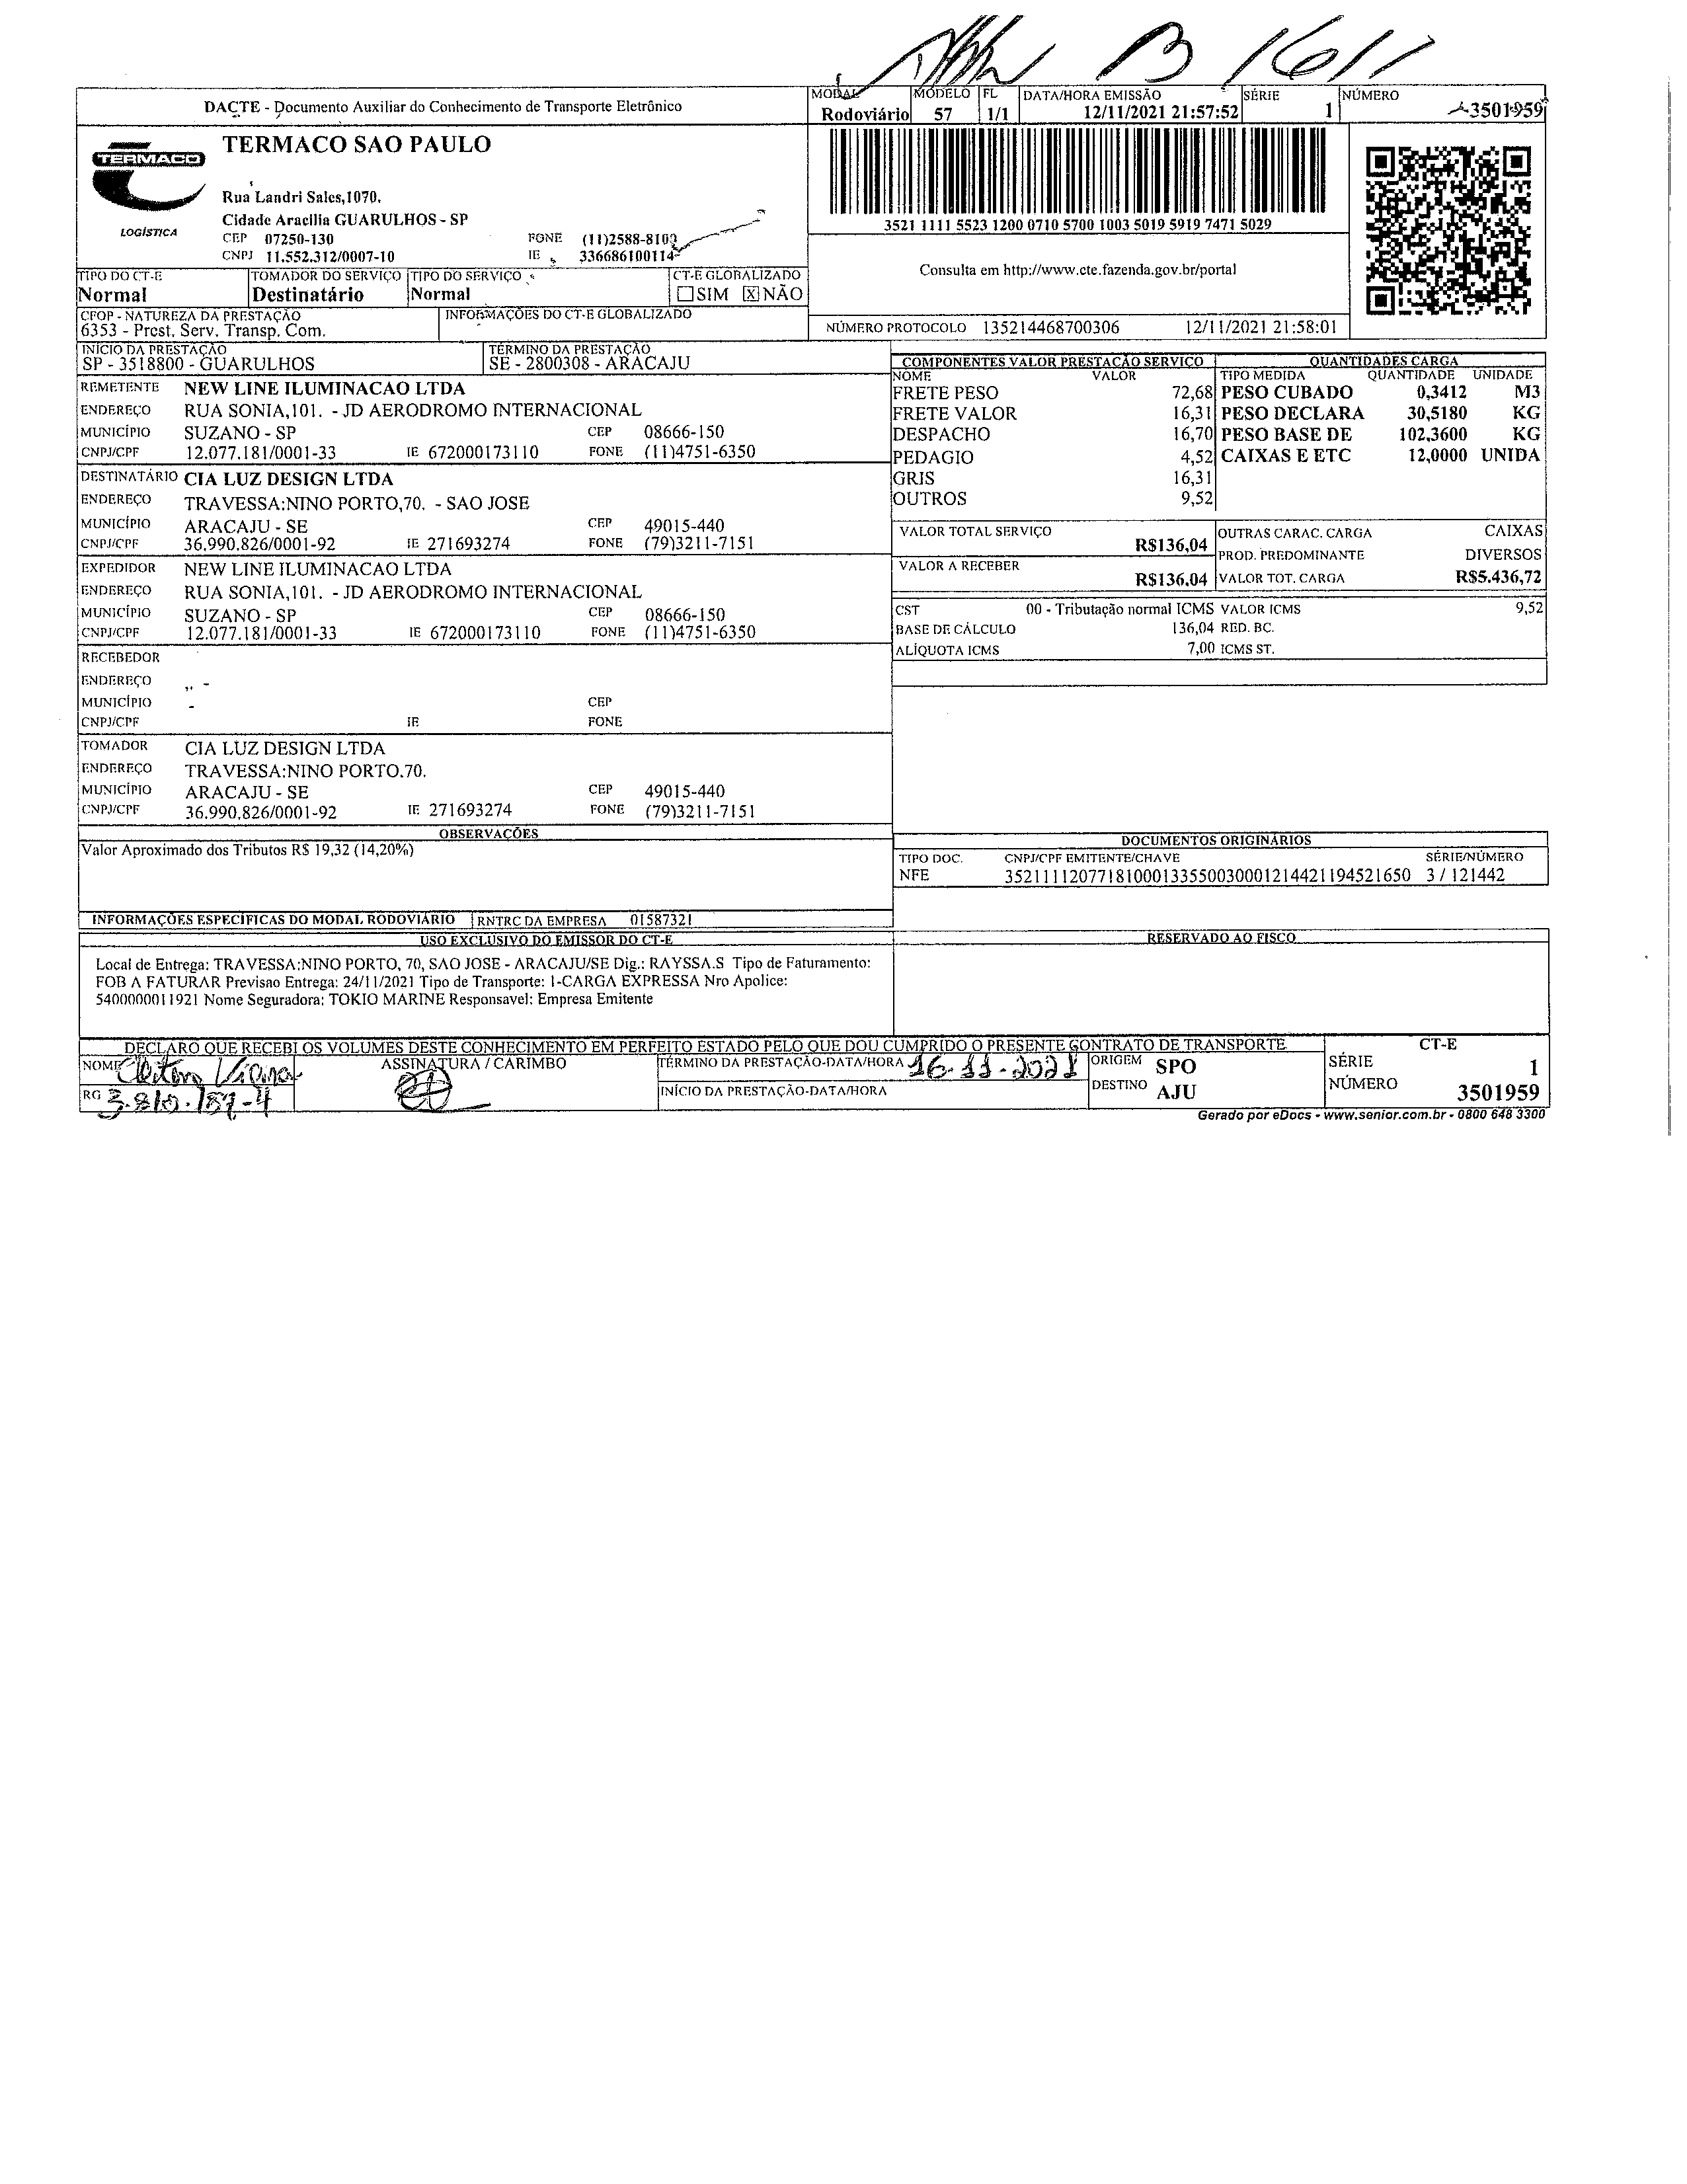 B 16/11
DACTE - Documento Auxiliar do Conhecimento de Transporte Eletrônico
MODAL MODELO FL DATA/HORA EMISSÃO SÉRIE NÚMERO
Rodoviário 57 1/1 12/11/2021 21:57:52 1 3501959
TERMACO
LOGÍSTICA
TERMACO SAO PAULO
Rua Landri Sales,1070.
Cidade Aracilia GUARULHOS - SP
CEP 07250-130 FONE (11)2588-8103
CNPJ 11.552.312/0007-10 IE 336686100114
3521 1111 5523 1200 0710 5700 1003 5019 5919 7471 5029
Consulta em http://www.cte.fazenda.gov.br/portal
NÚMERO PROTOCOLO 135214468700306 12/11/2021 21:58:01
TIPO DO CT-E TOMADOR DO SERVIÇO TIPO DO SERVIÇO CT-E GLOBALIZADO
Normal Destinatário Normal SIM X NÃO
CFOP - NATUREZA DA PRESTAÇÃO INFORMAÇÕES DO CT-E GLOBALIZADO
6353 - Prest. Serv. Transp. Com.
INÍCIO DA PRESTAÇÃO TÉRMINO DA PRESTAÇÃO
SP - 3518800 - GUARULHOS SE - 2800308 - ARACAJU
REMETENTE NEW LINE ILUMINACAO LTDA
ENDEREÇO RUA SONIA,101. - JD AERODROMO INTERNACIONAL
MUNICÍPIO SUZANO - SP CEP 08666-150
CNPJ/CPF 12.077.181/0001-33 IE 672000173110 FONE (11)4751-6350
DESTINATÁRIO CIA LUZ DESIGN LTDA
ENDEREÇO TRAVESSA:NINO PORTO,70. - SAO JOSE
MUNICÍPIO ARACAJU - SE CEP 49015-440
CNPJ/CPF 36.990.826/0001-92 IE 271693274 FONE (79)3211-7151
EXPEDIDOR NEW LINE ILUMINACAO LTDA
ENDEREÇO RUA SONIA,101. - JD AERODROMO INTERNACIONAL
MUNICÍPIO SUZANO - SP CEP 08666-150
CNPJ/CPF 12.077.181/0001-33 IE 672000173110 FONE (11)4751-6350
RECEBEDOR
ENDEREÇO ,, -
MUNICÍPIO - CEP
CNPJ/CPF IE FONE
TOMADOR CIA LUZ DESIGN LTDA
ENDEREÇO TRAVESSA:NINO PORTO.70.
MUNICÍPIO ARACAJU - SE CEP 49015-440
CNPJ/CPF 36.990.826/0001-92 IE 271693274 FONE (79)3211-7151
COMPONENTES VALOR PRESTAÇÃO SERVIÇO QUANTIDADES CARGA
NOME VALOR TIPO MEDIDA QUANTIDADE UNIDADE
FRETE PESO 72,68 PESO CUBADO 0,3412 M3
FRETE VALOR 16,31 PESO DECLARA 30,5180 KG
DESPACHO 16,70 PESO BASE DE 102,3600 KG
PEDAGIO 4,52 CAIXAS E ETC 12,0000 UNIDA
GRIS 16,31
OUTROS 9,52
VALOR TOTAL SERVIÇO R$136,04 OUTRAS CARAC. CARGA CAIXAS
PROD. PREDOMINANTE DIVERSOS
VALOR A RECEBER R$136,04 VALOR TOT. CARGA R$5.436,72
CST 00 - Tributação normal ICMS VALOR ICMS 9,52
BASE DE CÁLCULO 136,04 RED. BC.
ALÍQUOTA ICMS 7,00 ICMS ST.
OBSERVAÇÕES
Valor Aproximado dos Tributos R$ 19,32 (14,20%)
DOCUMENTOS ORIGINÁRIOS
TIPO DOC. CNPJ/CPF EMITENTE/CHAVE SÉRIE/NÚMERO
NFE 35211112077181000133550030001214421194521650 3 / 121442
INFORMAÇÕES ESPECÍFICAS DO MODAL RODOVIÁRIO RNTRC DA EMPRESA 01587321
USO EXCLUSIVO DO EMISSOR DO CT-E RESERVADO AO FISCO
Local de Entrega: TRAVESSA:NINO PORTO, 70, SAO JOSE - ARACAJU/SE Dig.: RAYSSA.S Tipo de Faturamento:
FOB A FATURAR Previsao Entrega: 24/11/2021 Tipo de Transporte: 1-CARGA EXPRESSA Nro Apolice:
5400000011921 Nome Seguradora: TOKIO MARINE Responsavel: Empresa Emitente
DECLARO QUE RECEBI OS VOLUMES DESTE CONHECIMENTO EM PERFEITO ESTADO PELO QUE DOU CUMPRIDO O PRESENTE CONTRATO DE TRANSPORTE CT-E
NOME Cleiton Viana ASSINATURA / CARIMBO TÉRMINO DA PRESTAÇÃO-DATA/HORA 16-11-2021 ORIGEM SPO SÉRIE 1
RG 3.810.157-4 INÍCIO DA PRESTAÇÃO-DATA/HORA DESTINO AJU NÚMERO 3501959
Gerado por eDocs - www.senior.com.br - 0800 648 3300